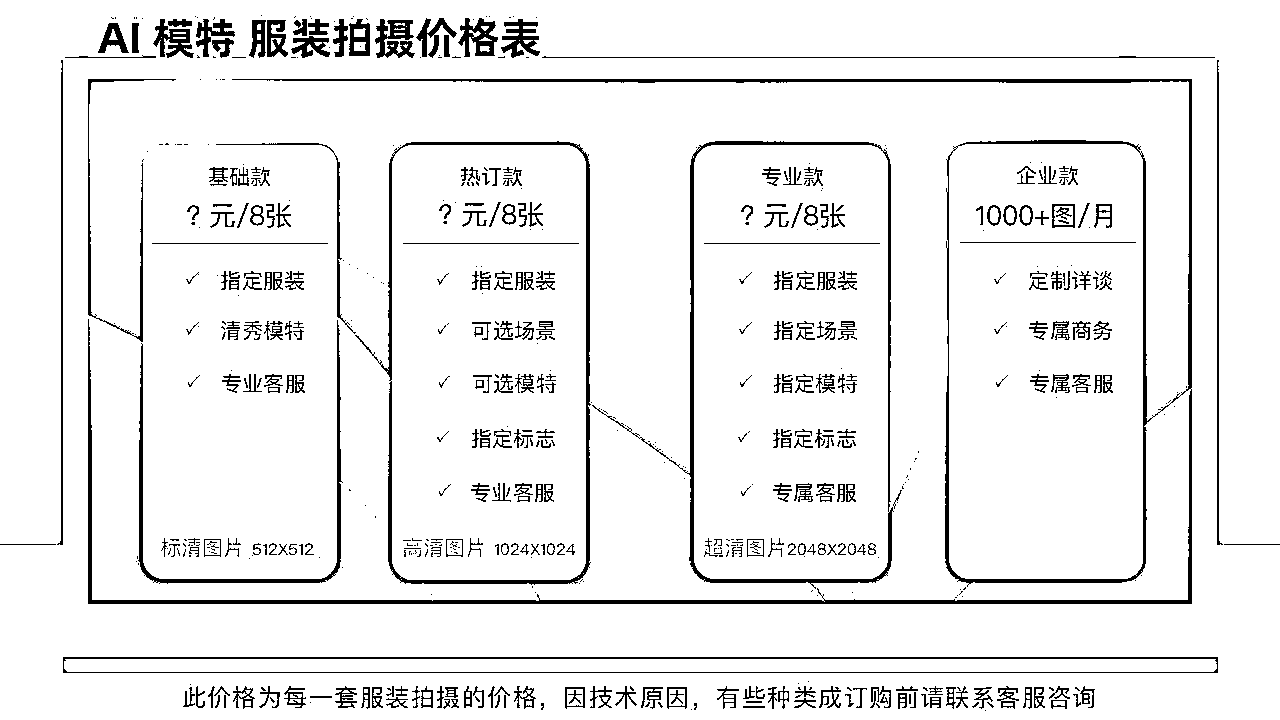 AI 模特 服装拍摄价格表
基础款
? 元/8张
✓ 指定服装
✓ 清秀模特
✓ 专业客服
标清图片 512X512
热订款
? 元/8张
✓ 指定服装
✓ 可选场景
✓ 可选模特
✓ 指定标志
✓ 专业客服
高清图片 1024X1024
专业款
? 元/8张
✓ 指定服装
✓ 指定场景
✓ 指定模特
✓ 指定标志
✓ 专属客服
超清图片2048X2048
企业款
1000+图/月
✓ 定制详谈
✓ 专属商务
✓ 专属客服
此价格为每一套服装拍摄的价格，因技术原因，有些种类成订购前请联系客服咨询